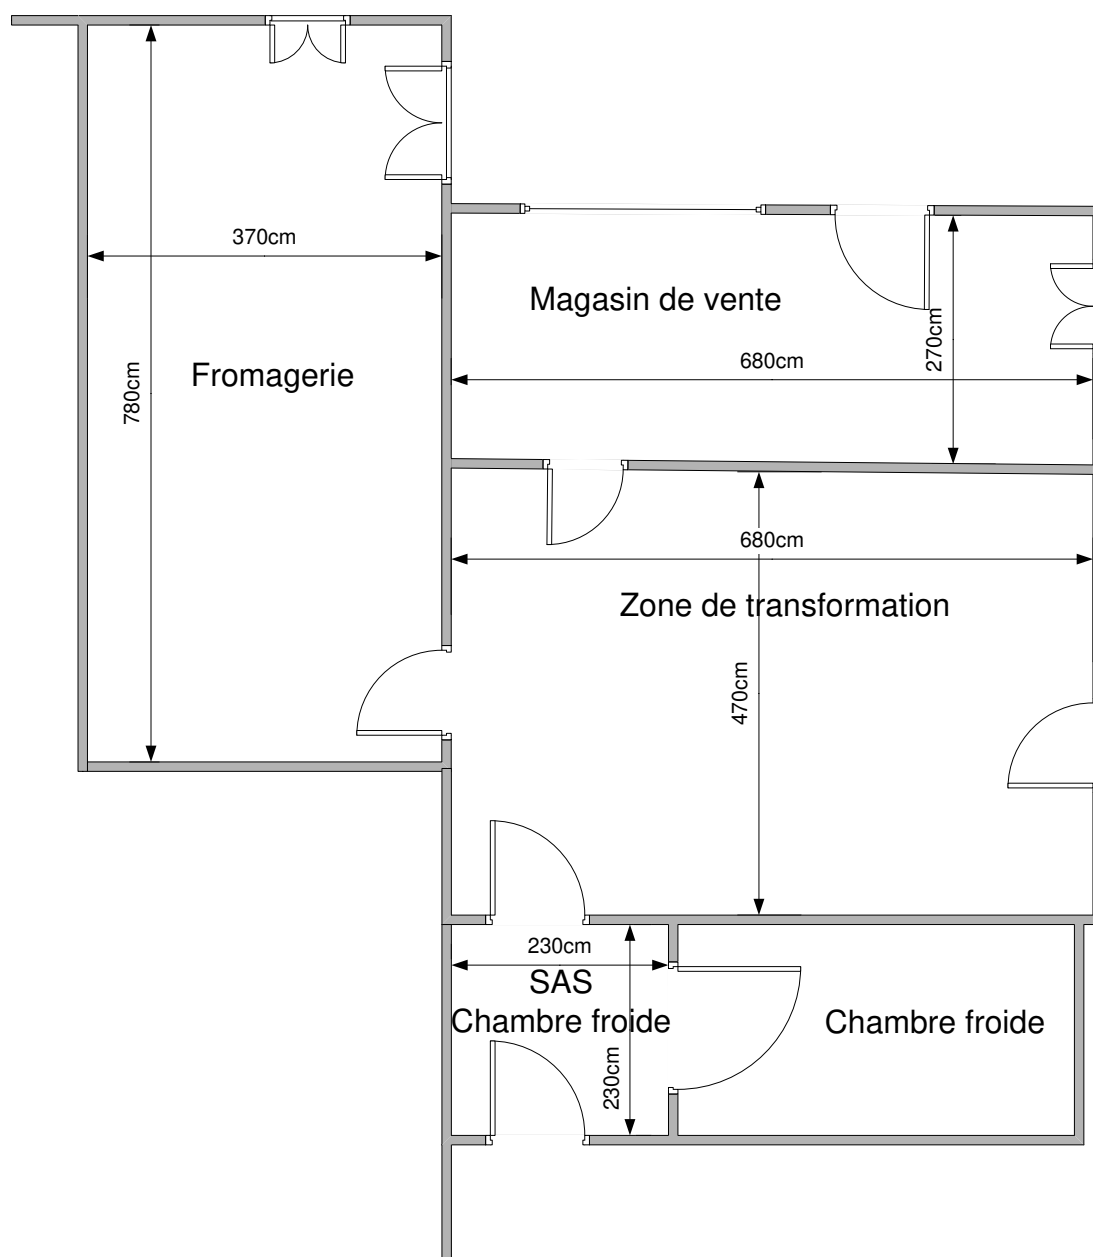 370cm
Magasin de vente
270cm
680cm
780cm
Fromagerie
680cm
Zone de transformation
470cm
230cm
SAS
Chambre froide
Chambre froide
230cm